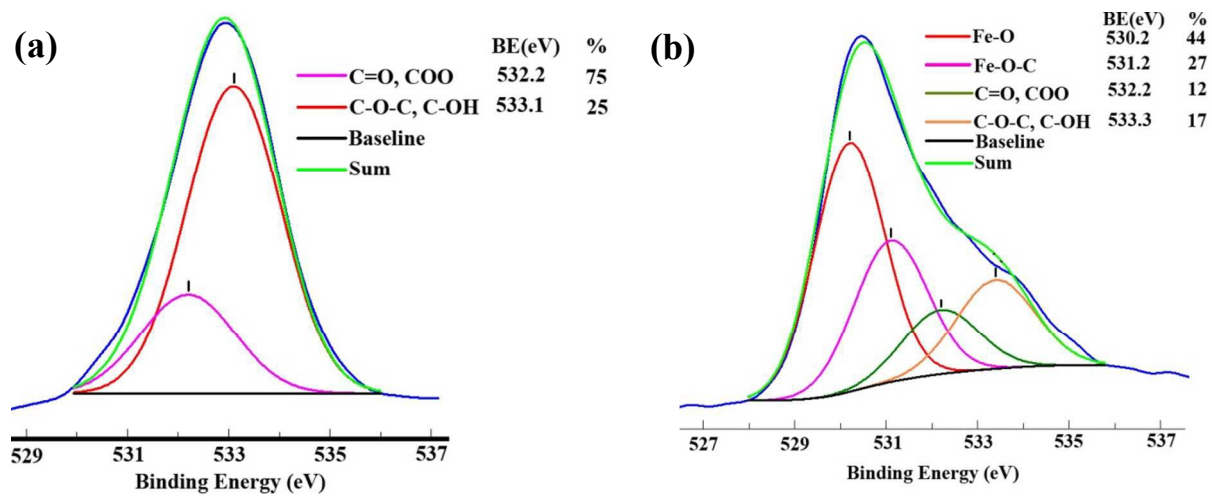 (a)
BE(eV) %
C=O, COO 532.2 75
C-O-C, C-OH 533.1 25
Baseline
Sum
529 531 533 535 537
Binding Energy (eV)
(b)
BE(eV) %
Fe-O 530.2 44
Fe-O-C 531.2 27
C=O, COO 532.2 12
C-O-C, C-OH 533.3 17
Baseline
Sum
527 529 531 533 535 537
Binding Energy (eV)